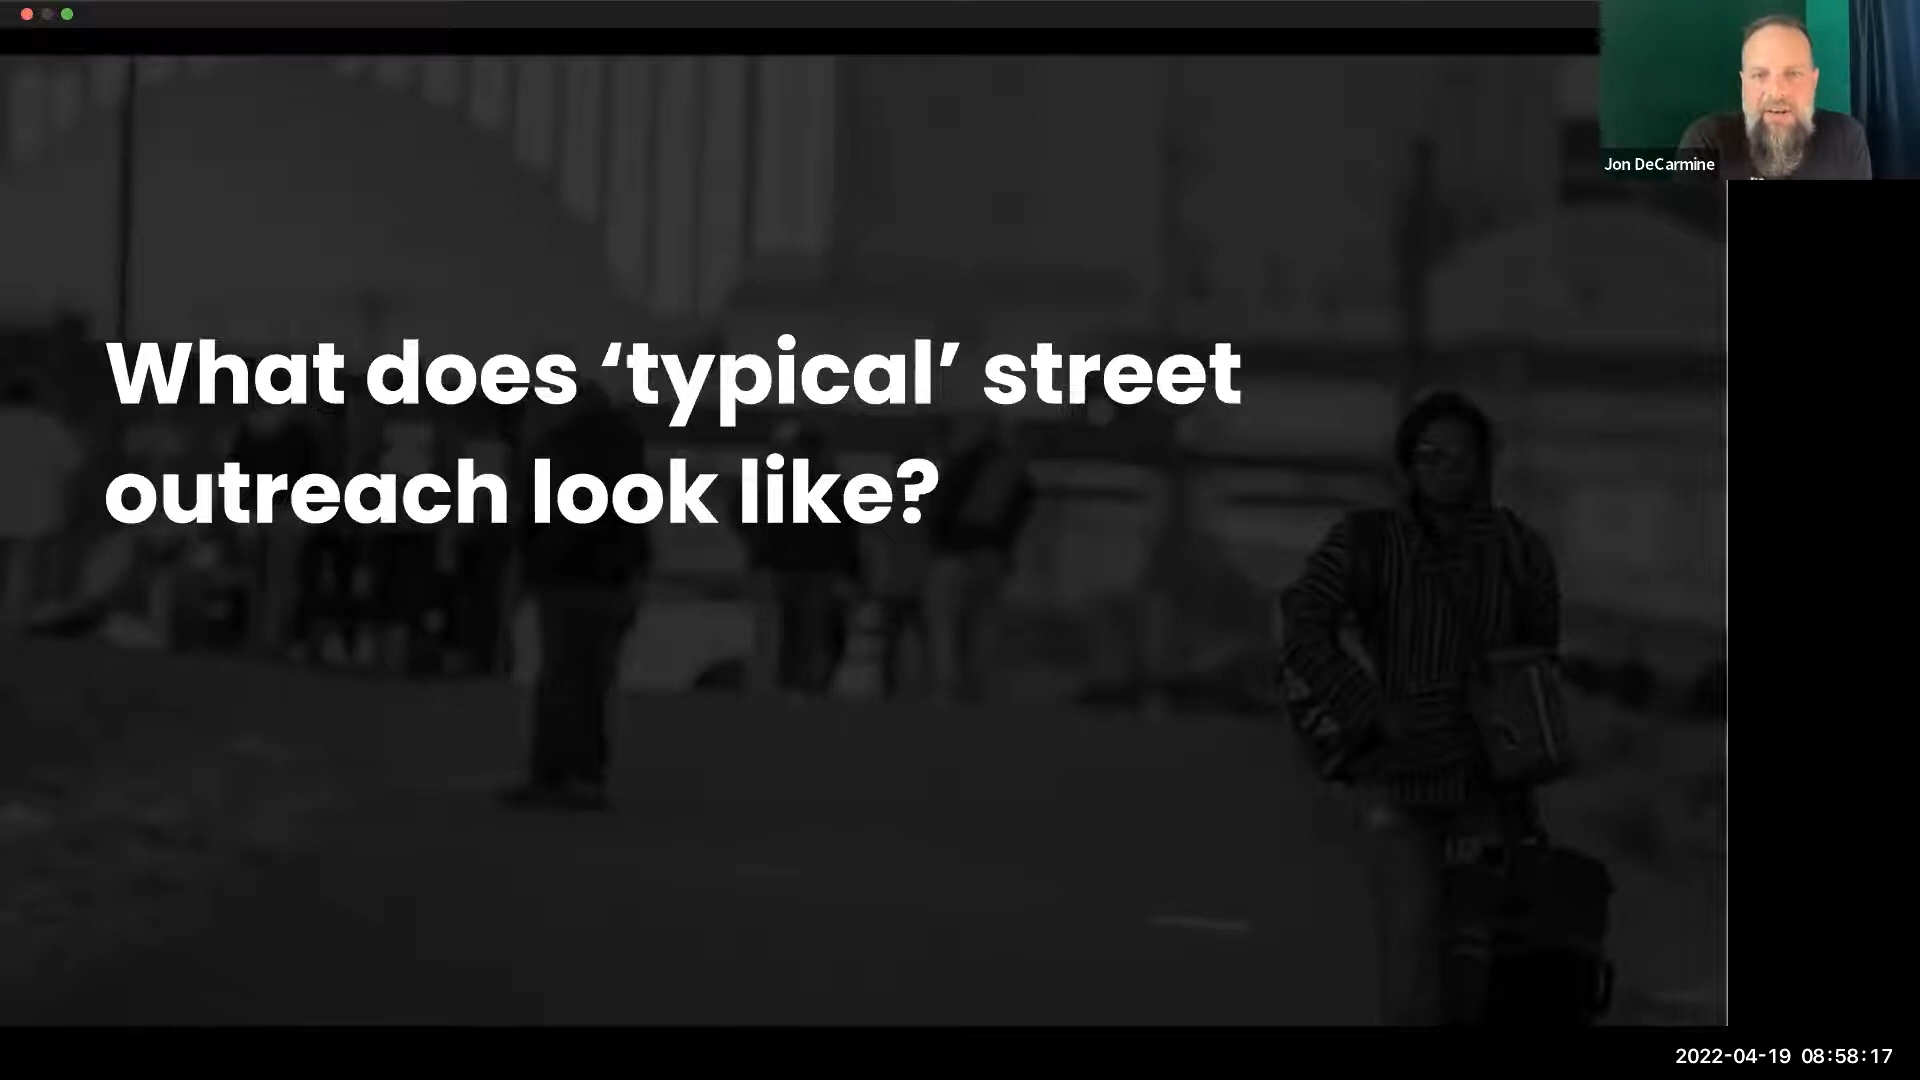 Jon DeCarmine
What does ‘typical’ street
outreach look like?
2022-04-19 08:58:17